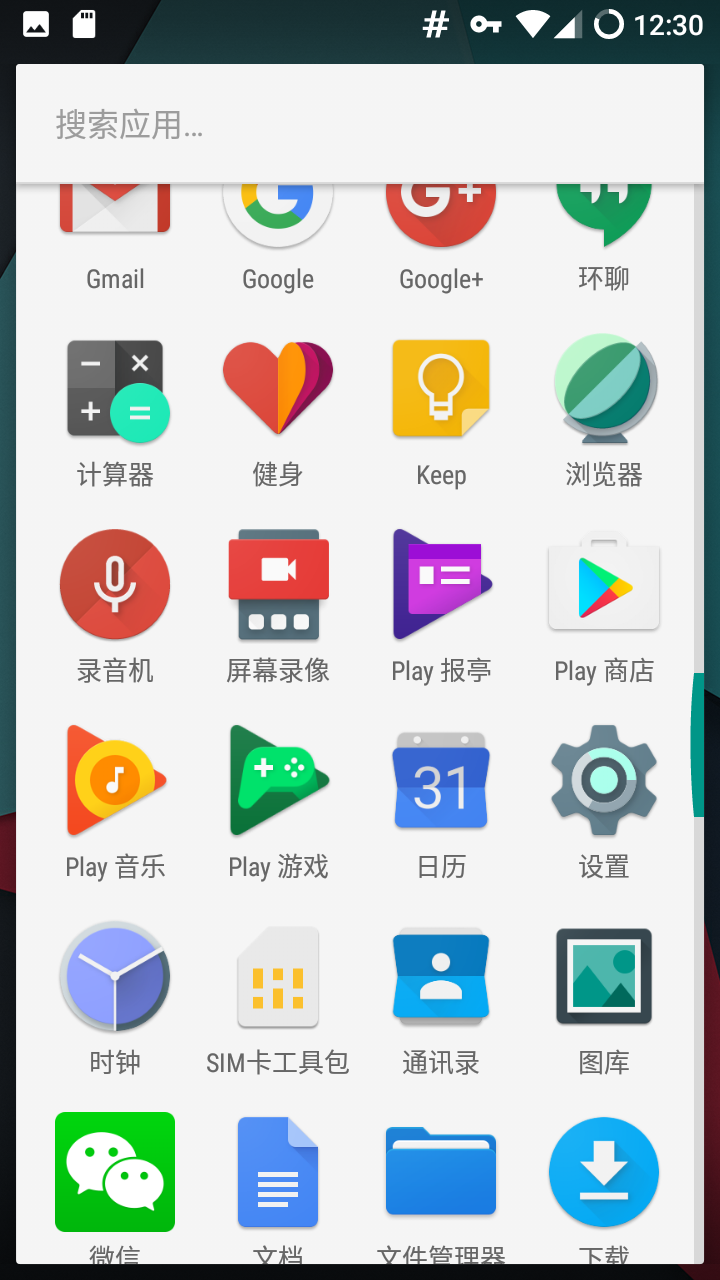 12:30
搜索应用...
Gmail Google Google+ 环聊
计算器 健身 Keep 浏览器
录音机 屏幕录像 Play 报亭 Play 商店
31
Play 音乐 Play 游戏 日历 设置
时钟 SIM卡工具包 通讯录 图库
微信 文档 文件管理器 下载